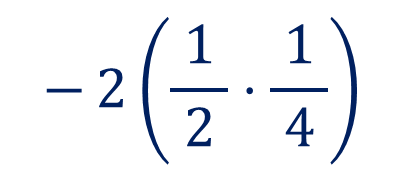 − 2 ( 1/2 · 1/4 )